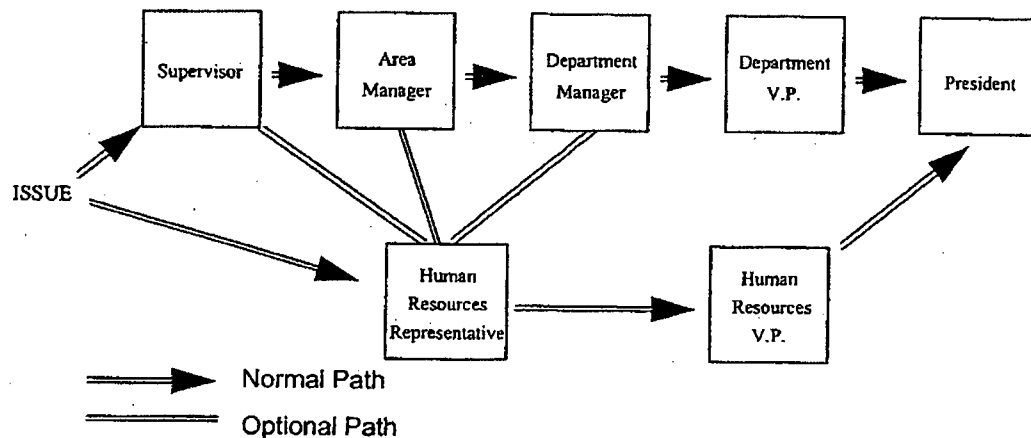 Supervisor
Area
Manager
Department
Manager
Department
V.P.
President
ISSUE
Human
Resources
Representative
Human
Resources
V.P.
Normal Path
Optional Path